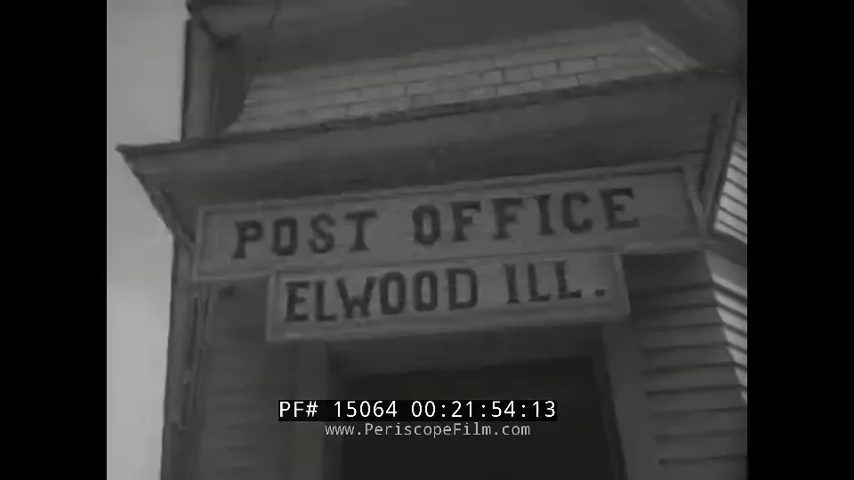 POST OFFICE
ELWOOD ILL.
PF# 15064 00:21:54:13
www.PeriscopeFilm.com